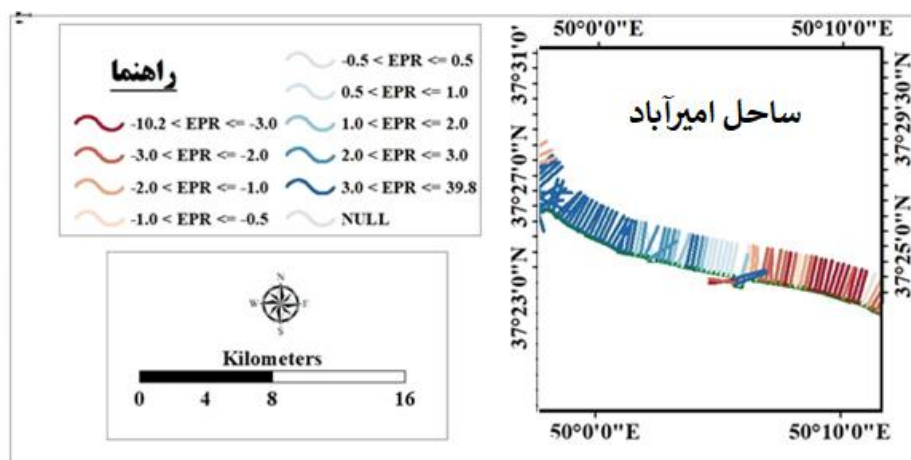 راهنما
-10.2 < EPR <= -3.0
-3.0 < EPR <= -2.0
-2.0 < EPR <= -1.0
-1.0 < EPR <= -0.5
-0.5 < EPR <= 0.5
0.5 < EPR <= 1.0
1.0 < EPR <= 2.0
2.0 < EPR <= 3.0
3.0 < EPR <= 39.8
NULL
N
W
E
S
Kilometers
0 4 8 16
50°0'0"E 50°10'0"E
ساحل امیرآباد
37°31'0'
37°27'0'N
37°23'0'N
37°29'30"N
37°25'0"N
50°0'0"E 50°10'0"E